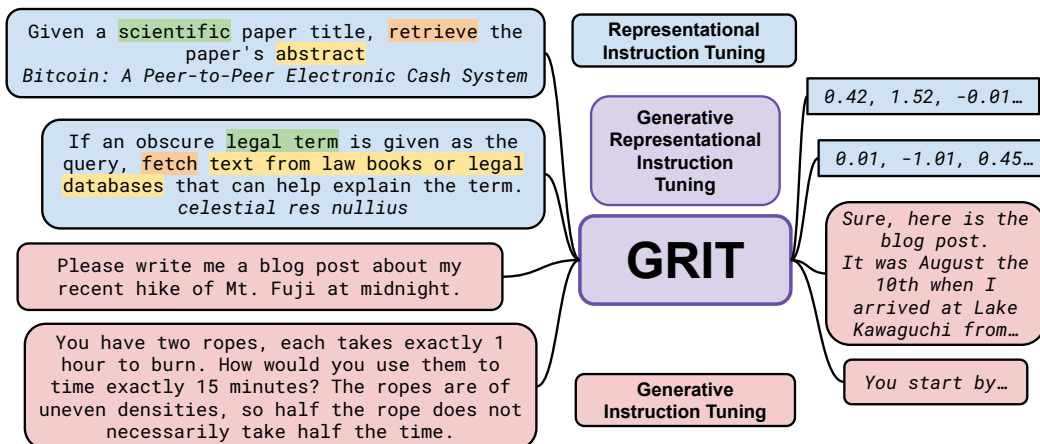 Given a scientific paper title, retrieve the
paper's abstract
Bitcoin: A Peer-to-Peer Electronic Cash System
If an obscure legal term is given as the
query, fetch text from law books or legal
databases that can help explain the term.
celestial res nullius
Please write me a blog post about my
recent hike of Mt. Fuji at midnight.
You have two ropes, each takes exactly 1
hour to burn. How would you use them to
time exactly 15 minutes? The ropes are of
uneven densities, so half the rope does not
necessarily take half the time.
Representational
Instruction Tuning
Generative
Representational
Instruction
Tuning
GRIT
Generative
Instruction Tuning
0.42, 1.52, -0.01…
0.01, -1.01, 0.45…
Sure, here is the
blog post.
It was August the
10th when I
arrived at Lake
Kawaguchi from…
You start by…